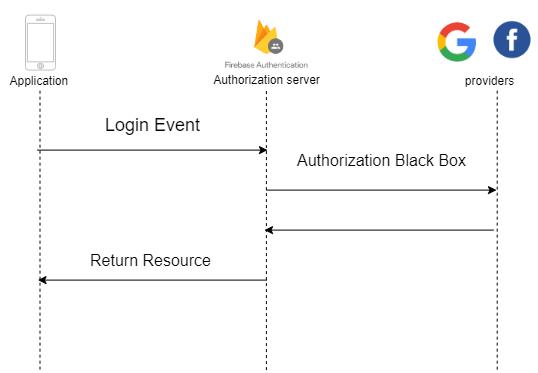 Firebase Authentication
Application
Authorization server
providers
Login Event
Authorization Black Box
Return Resource